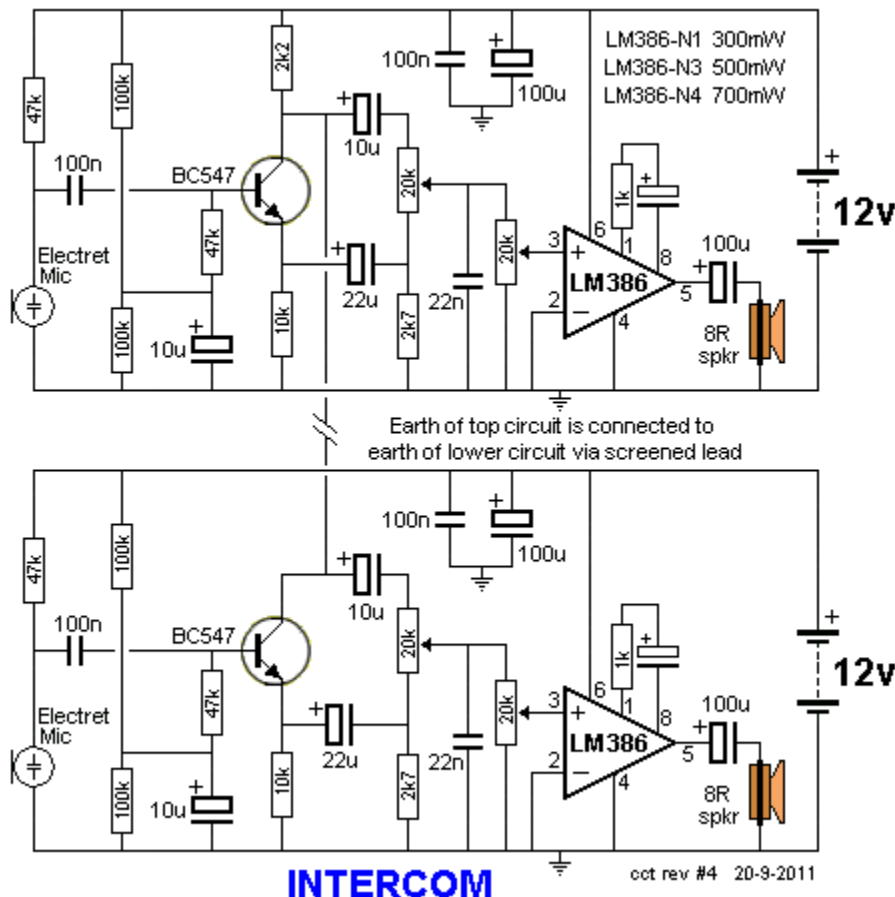 LM386-N1 300mW
LM386-N3 500mW
LM386-N4 700mW
47k
100k
2k2
100n
+
100u
+
10u
100n
BC547
20k
47k
Electret
Mic
+
22u
22n
20k
3
+
6
1k
+
1
8
LM386
2
−
4
5
+
100u
+
12v
100k
+
10u
10k
2k7
8R
spkr
Earth of top circuit is connected to
earth of lower circuit via screened lead
47k
100k
100n
+
100u
+
10u
100n
BC547
20k
47k
Electret
Mic
+
22u
22n
20k
3
+
6
1k
+
1
8
LM386
2
−
4
5
+
100u
+
12v
100k
+
10u
10k
2k7
8R
spkr
INTERCOM
cct rev #4 20-9-2011